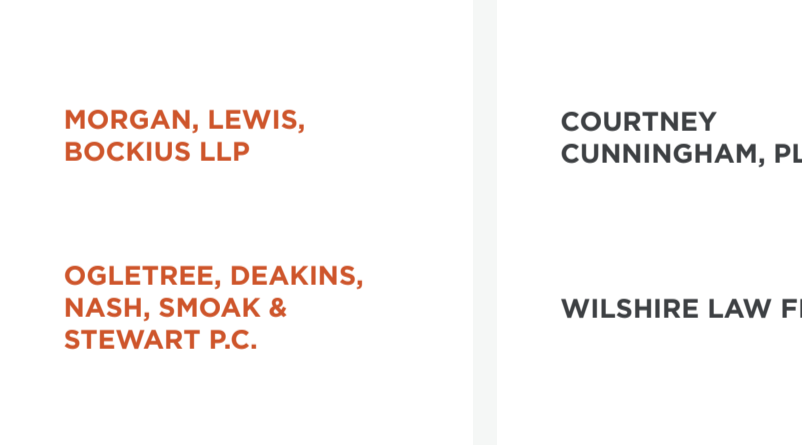 MORGAN, LEWIS,
BOCKIUS LLP
OGLETREE, DEAKINS,
NASH, SMOAK &
STEWART P.C.
COURTNEY
CUNNINGHAM,
WILSHIRE LAW